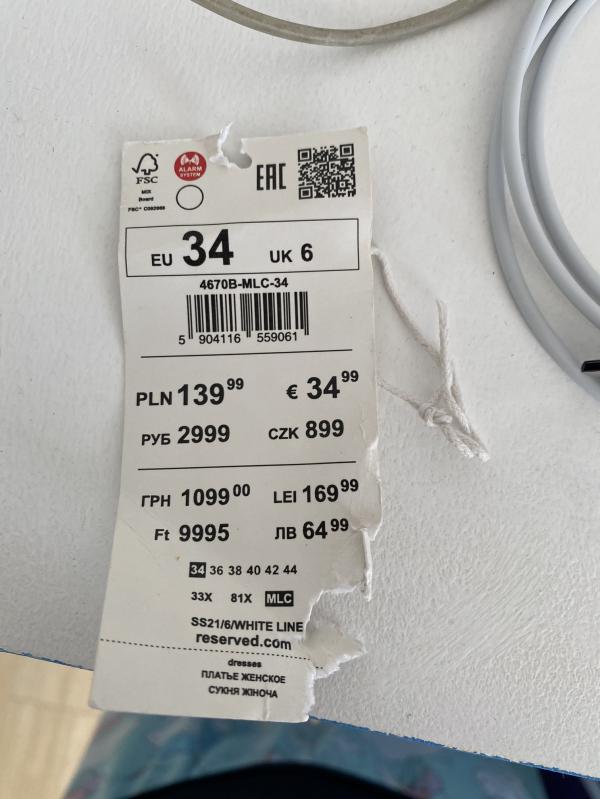 FSC
MIX
Board
FSC® C092968
ALARM
SYSTEM
EAC
EU 34 UK 6
4670B-MLC-34
5 904116 559061
PLN 139 99 € 34 99
РУБ 2999 CZK 899
ГРН 1099 00 LEI 169 99
Ft 9995 ЛВ 64 99
34 36 38 40 42 44
33X 81X MLC
SS21/6/WHITE LINE
reserved.com
dresses
ПЛАТЬЕ ЖЕНСКОЕ
СУКНЯ ЖІНОЧА